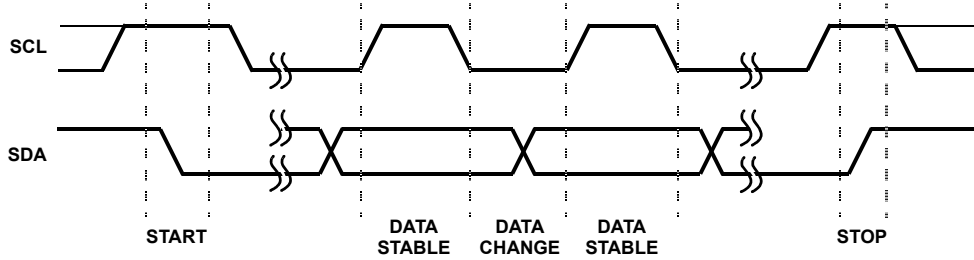 SCL
SDA
START
DATA
STABLE
DATA
CHANGE
DATA
STABLE
STOP